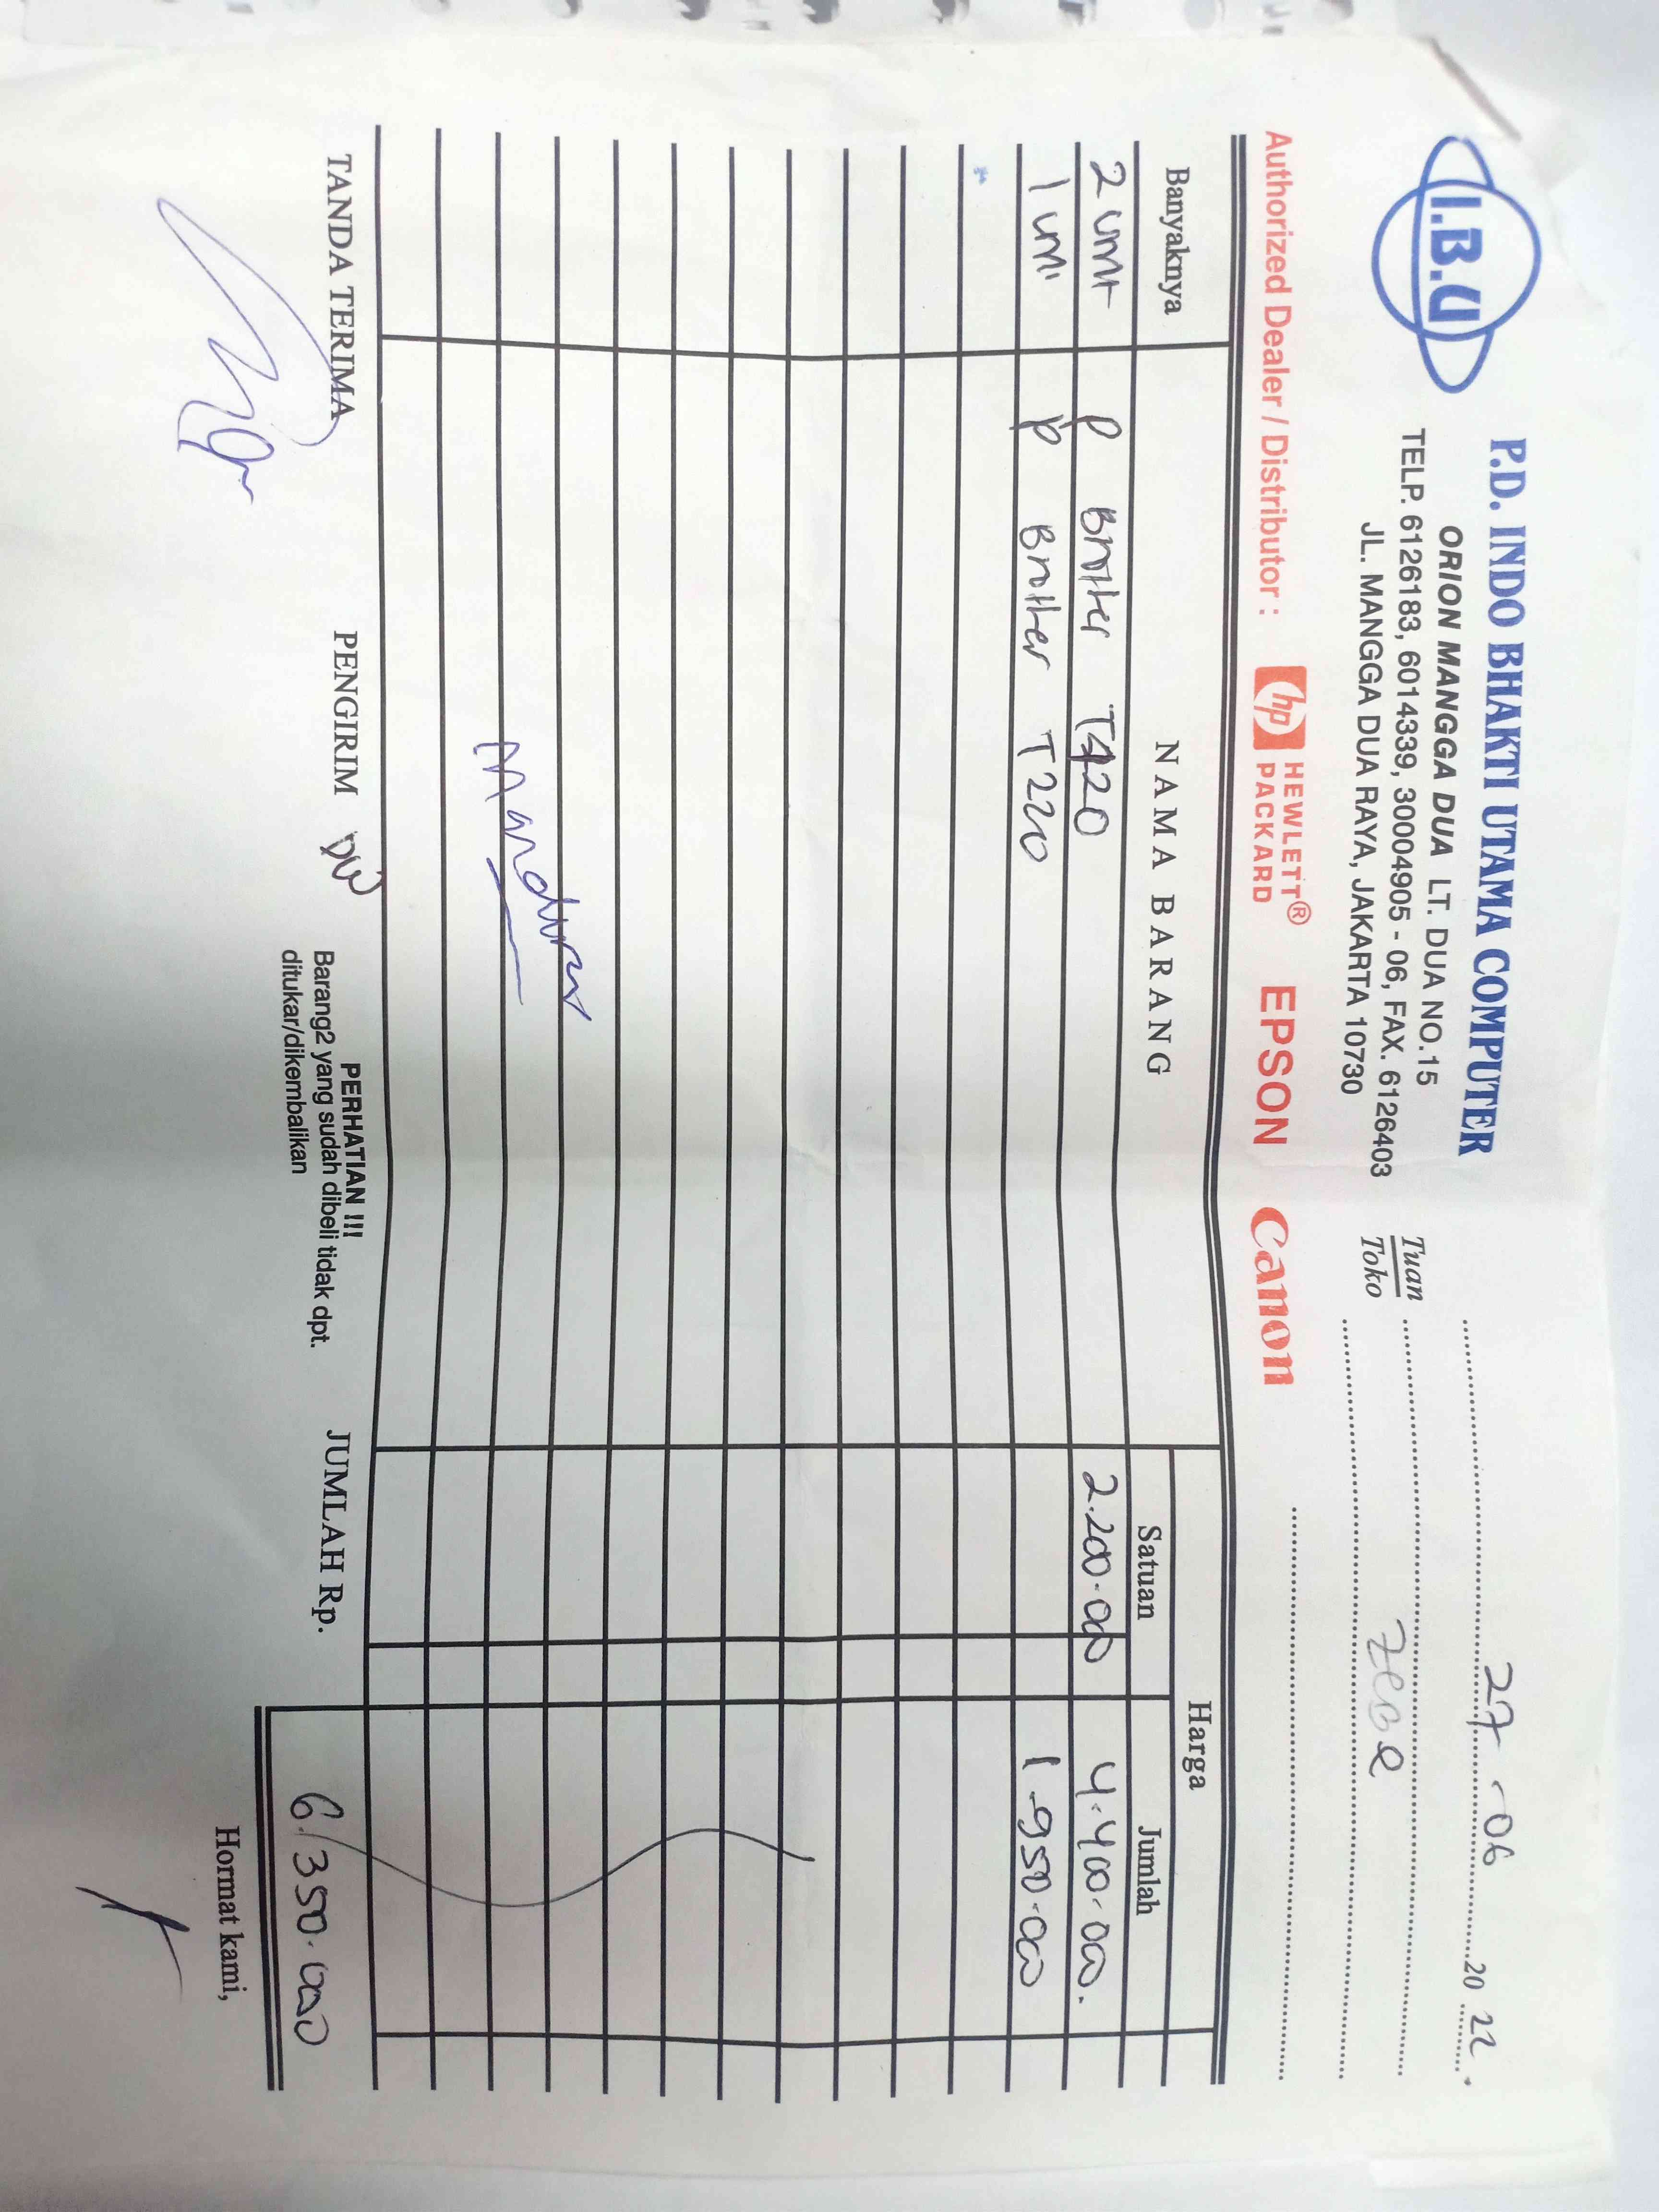 I.B.U
P.D. INDO BHAKTI UTAMA COMPUTER
ORION MANGGA DUA LT. DUA NO.15
TELP. 6126183, 6014339, 30004905 - 06, FAX. 6126403
JL. MANGGA DUA RAYA, JAKARTA 10730
27 - 06 20 22
Tuan
Toko
Authorized Dealer / Distributor : hp HEWLETT® PACKARD EPSON Canon
Banyaknya NAMA BARANG Harga
Satuan Jumlah
2 unit P Brother T420 2.200.000 4.400.000.
1 uni P Brother T220 1.950.000
Mandiri
TANDA TERIMA PENGIRIM PERHATIAN !!! JUMLAH Rp. 6.350.000
Barang2 yang sudah dibeli tidak dpt.
ditukar/dikembalikan
Hormat kami,